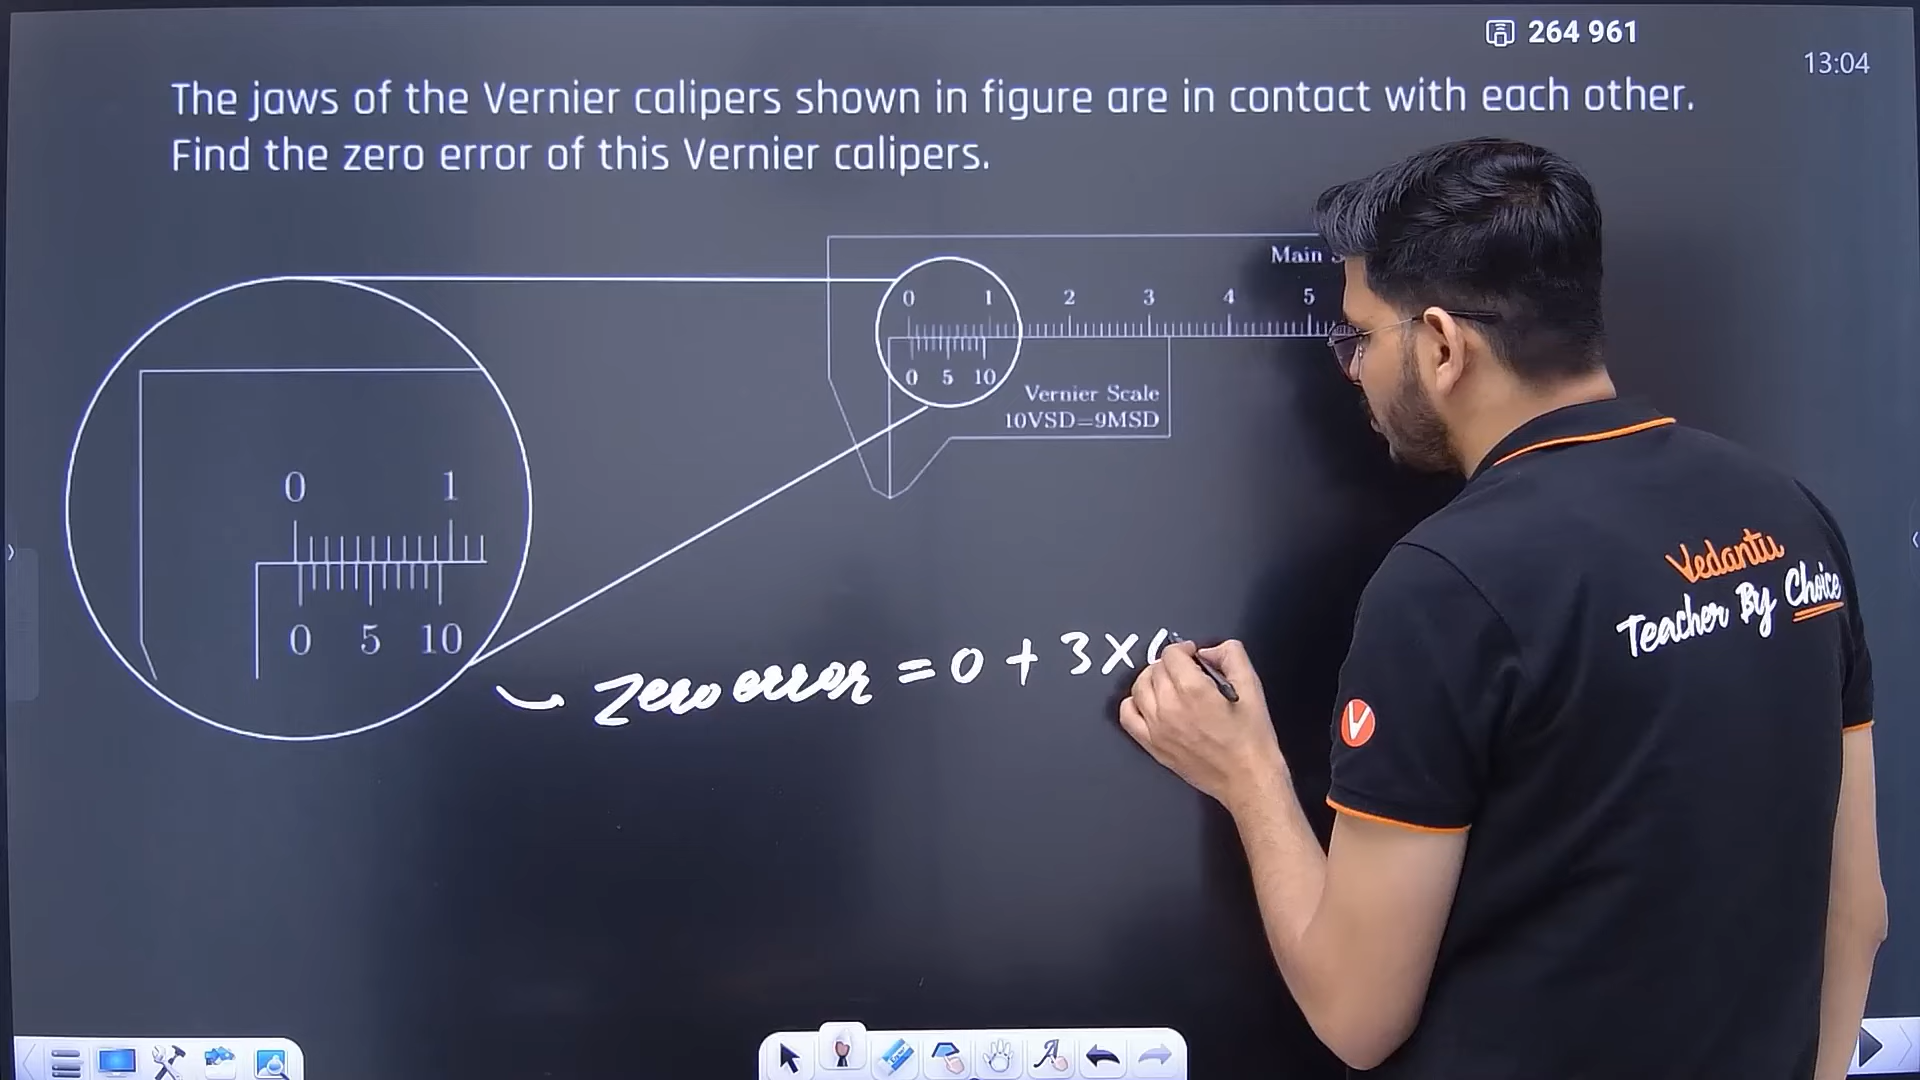 264 961
13:04
The jaws of the Vernier calipers shown in figure are in contact with each other.
Find the zero error of this Vernier calipers.
Main
0 1 2 3 4 5
0 5 10
Vernier Scale
10VSD=9MSD
0 1
0 5 10
Zero error = 0 + 3 ×
Vedantu
Teacher By Choice
V